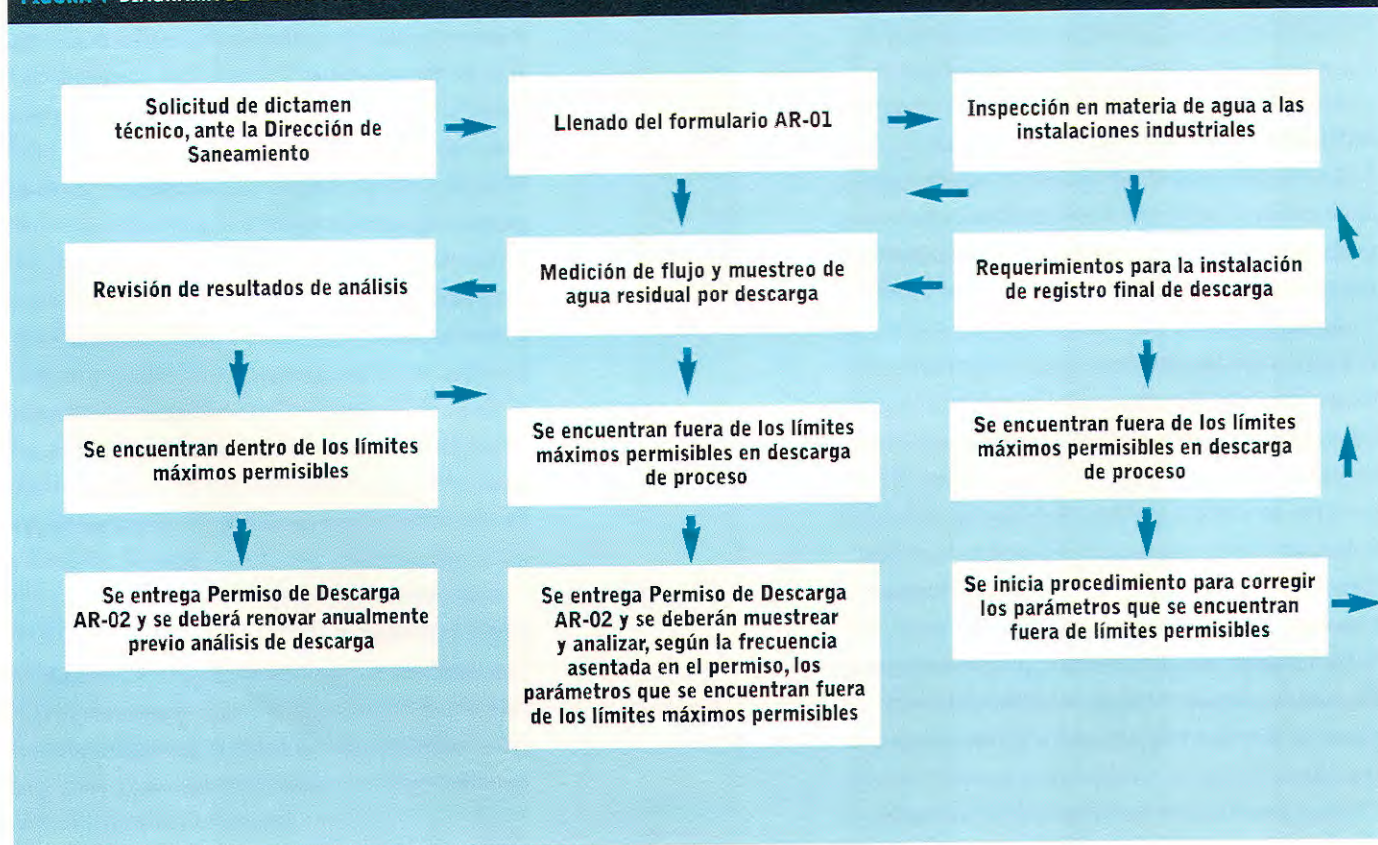 Solicitud de dictamen
técnico, ante la Dirección de
Saneamiento
Llenado del formulario AR-01
Inspección en materia de agua a las
instalaciones industriales
Revisión de resultados de análisis
Medición de flujo y muestreo de
agua residual por descarga
Requerimientos para la instalación
de registro final de descarga
Se encuentran dentro de los límites
máximos permisibles
Se encuentran fuera de los límites
máximos permisibles en descarga
de proceso
Se encuentran fuera de los límites
máximos permisibles en descarga
de proceso
Se entrega Permiso de Descarga
AR-02 y se deberá renovar anualmente
previo análisis de descarga
Se entrega Permiso de Descarga
AR-02 y se deberán muestrear
y analizar, según la frecuencia
asentada en el permiso, los
parámetros que se encuentran fuera
de los límites máximos permisibles
Se inicia procedimiento para corregir
los parámetros que se encuentran
fuera de límites permisibles